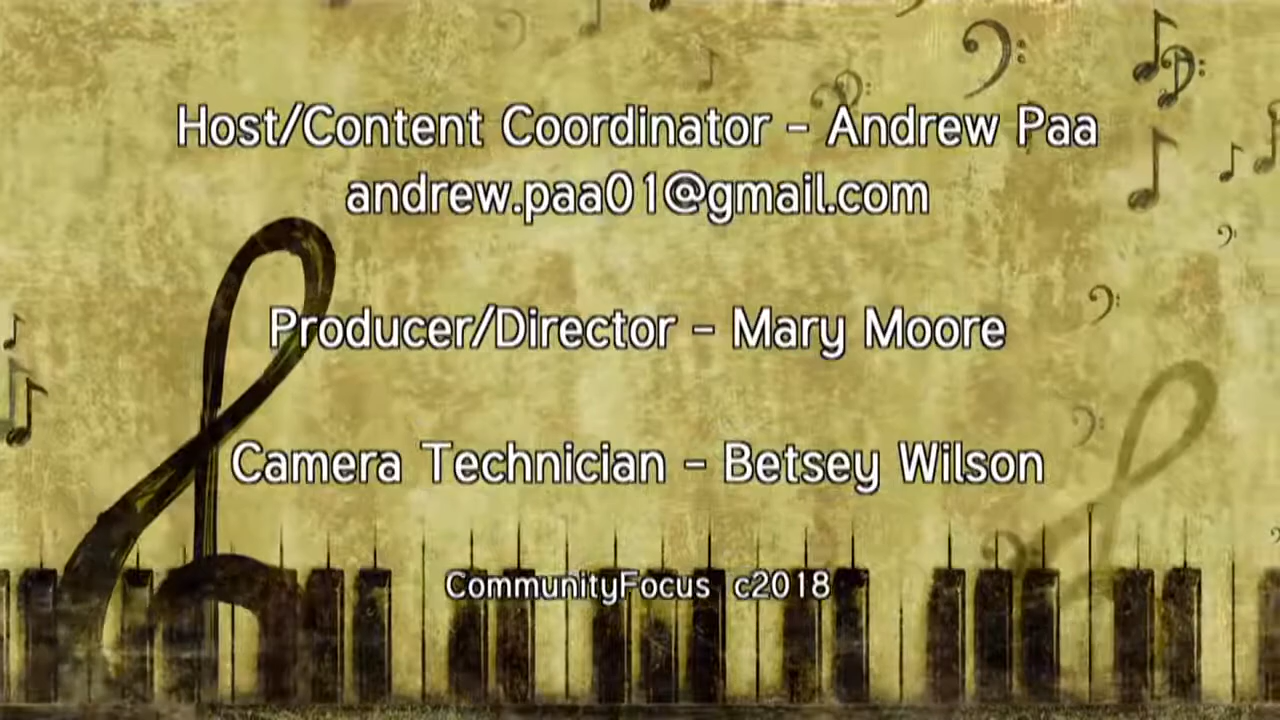 Host/Content Coordinator - Andrew Paa
andrew.paa01@gmail.com
Producer/Director - Mary Moore
Camera Technician - Betsey Wilson
CommunityFocus c2018